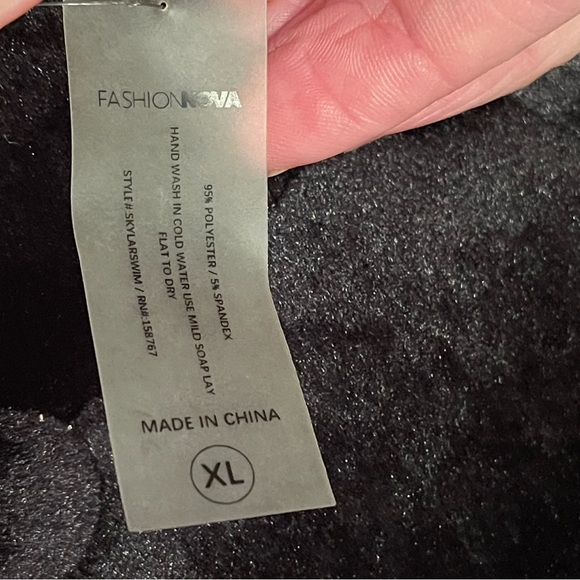 FASHIONNOVA
95% POLYESTER / 5% SPANDEX
HAND WASH IN COLD WATER USE MILD SOAP LAY
FLAT TO DRY
STYLE#:SKYLARSWIM / RN#:158767
MADE IN CHINA
XL